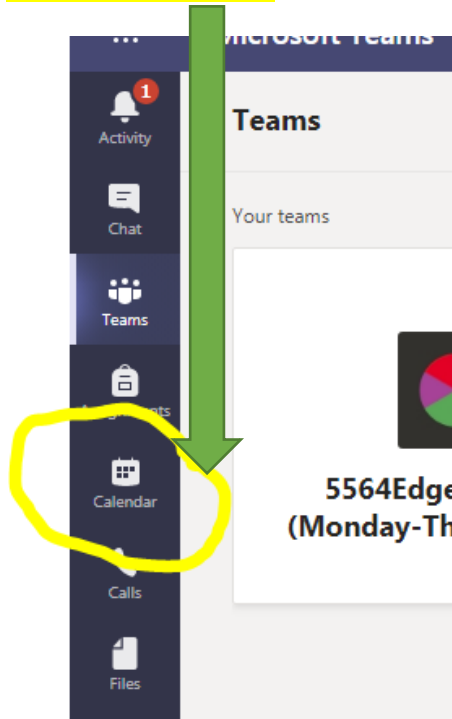 Microsoft Teams
1
Activity
Teams
Chat
Your teams
Teams
Calendar
5564Edge
(Monday-Th
Calls
Files